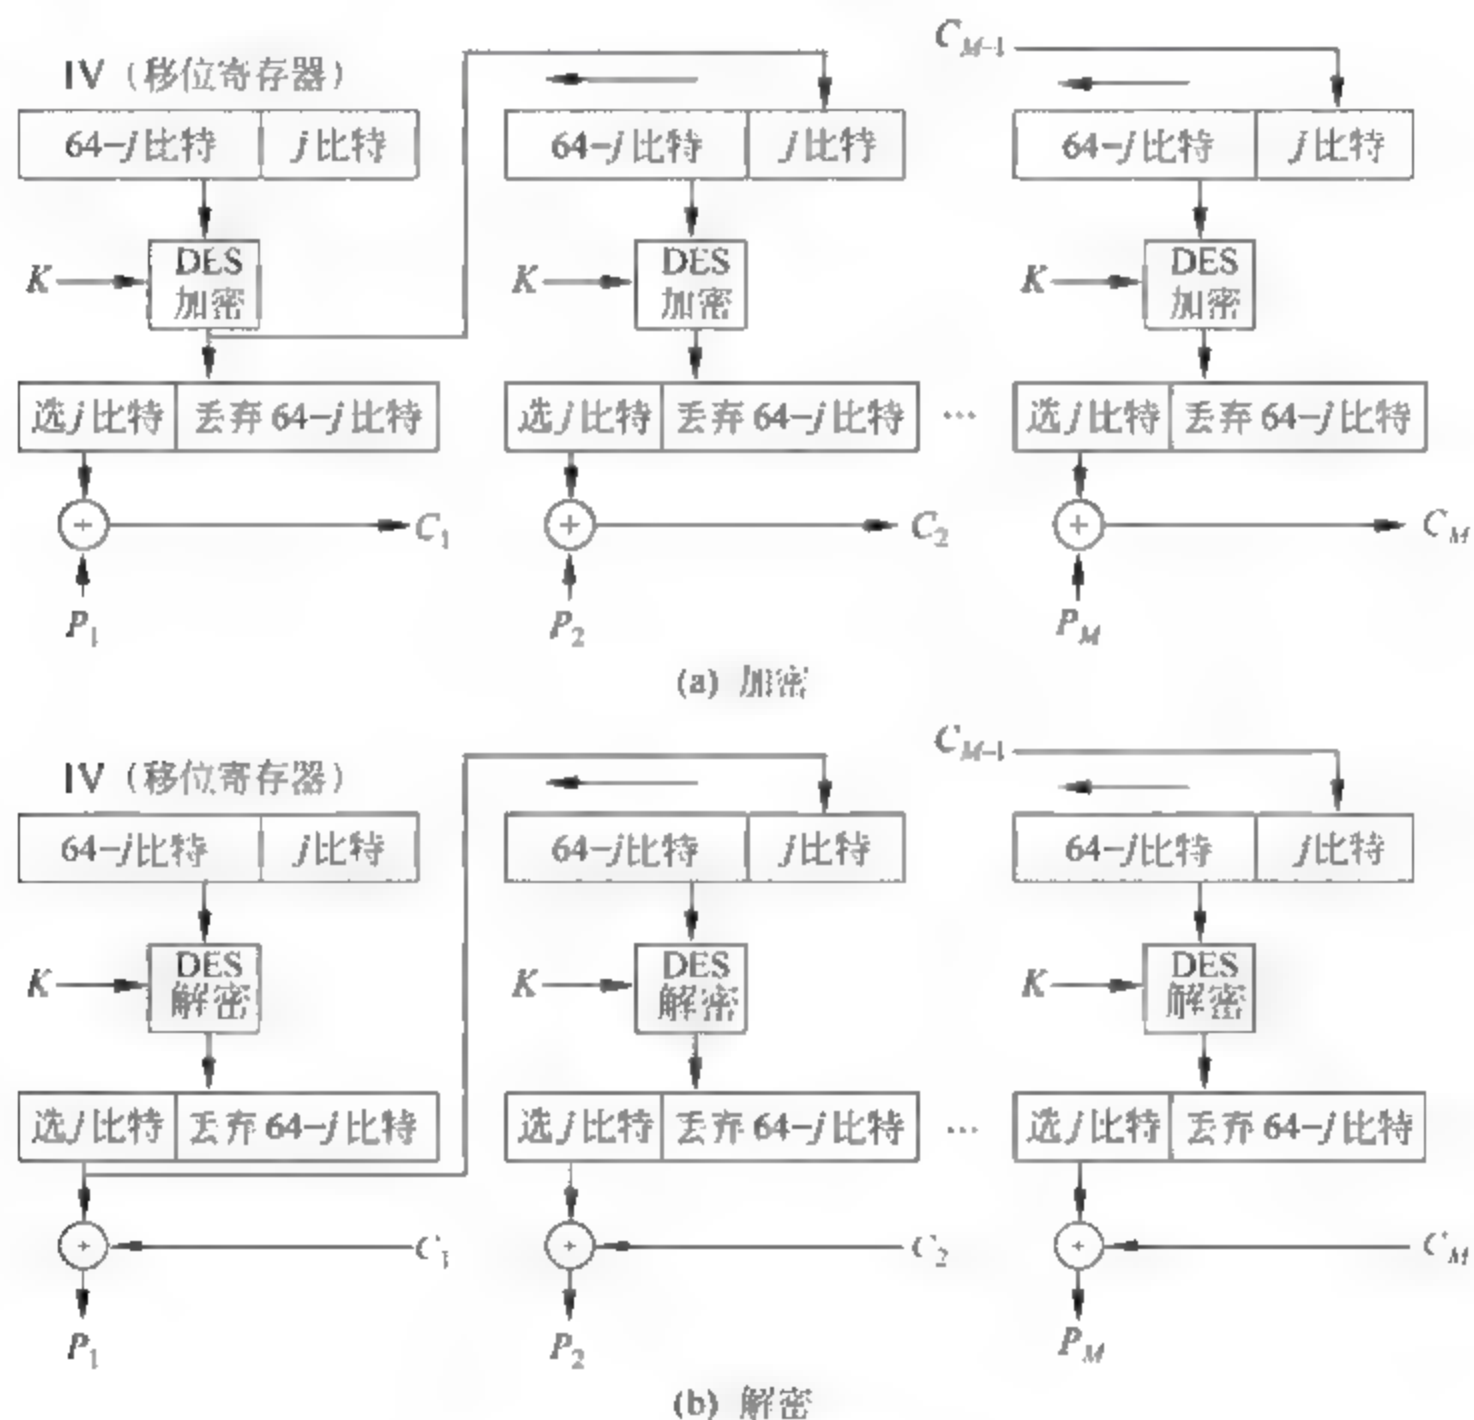 C_{M-1}
IV（移位寄存器）
64-j比特 j比特 64-j比特 j比特 64-j比特 j比特
K DES 加密 K DES 加密 K DES 加密
选j比特 丢弃64-j比特 选j比特 丢弃64-j比特 … 选j比特 丢弃64-j比特
C_1 C_2 C_M
P_1 P_2 P_M
(a) 加密
C_{M-1}
IV（移位寄存器）
64-j比特 j比特 64-j比特 j比特 64-j比特 j比特
K DES 解密 K DES 解密 K DES 解密
选j比特 丢弃64-j比特 选j比特 丢弃64-j比特 … 选j比特 丢弃64-j比特
C_1 C_2 C_M
P_1 P_2 P_M
(b) 解密